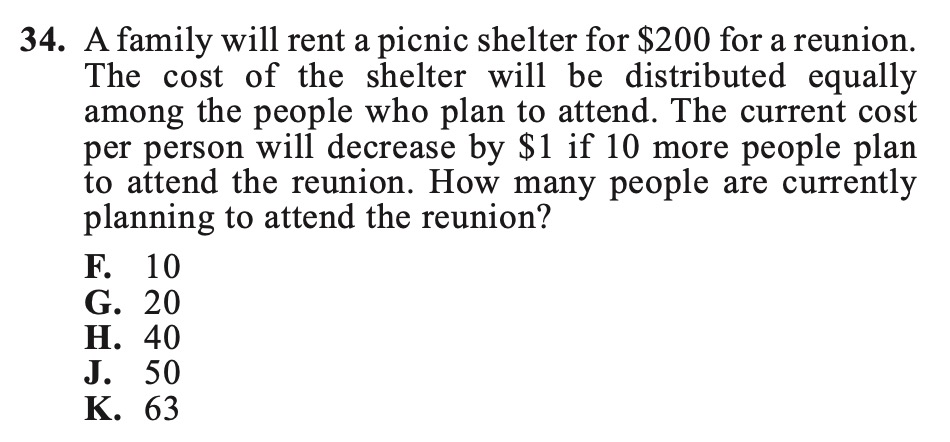 34. A family will rent a picnic shelter for $200 for a reunion.
The cost of the shelter will be distributed equally
among the people who plan to attend. The current cost
per person will decrease by $1 if 10 more people plan
to attend the reunion. How many people are currently
planning to attend the reunion?
F. 10
G. 20
H. 40
J. 50
K. 63